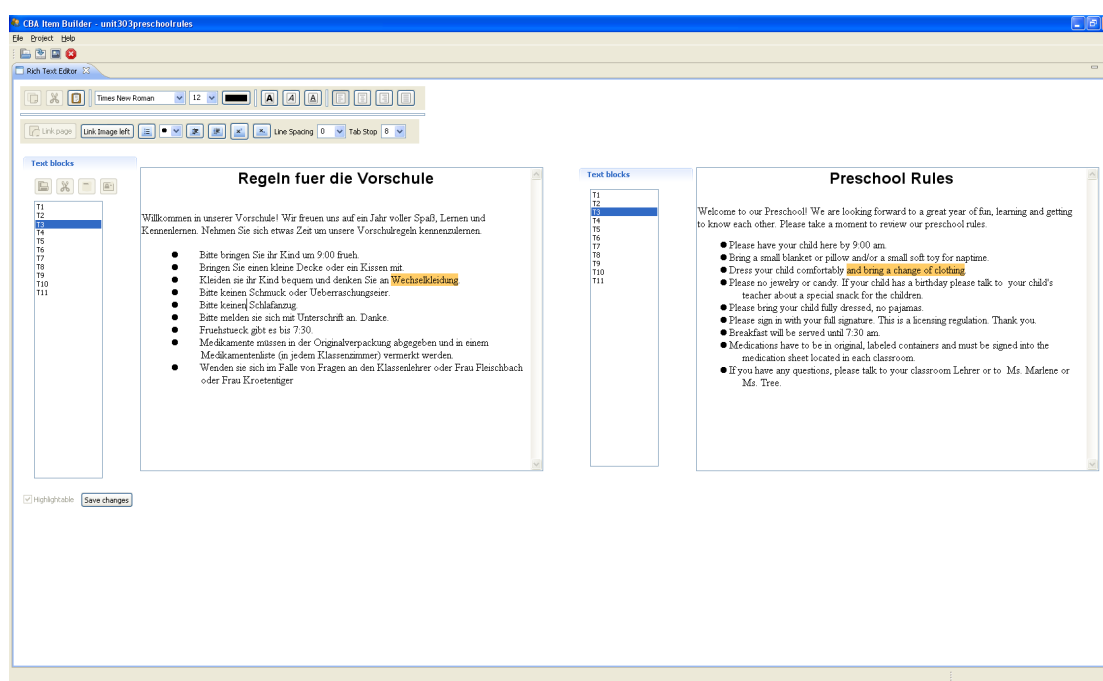 CBA Item Builder - unit303preschoolrules
File Project Help
Rich Text Editor
Times New Roman 12 A A A
Link page Link Image left Line Spacing 0 Tab Stop 8
Text blocks
T1
T2
T3
T4
T5
T6
T7
T8
T9
T10
T11
Regeln fuer die Vorschule
Willkommen in unserer Vorschule! Wir freuen uns auf ein Jahr voller Spaß, Lernen und
Kennenlernen. Nehmen Sie sich etwas Zeit um unsere Vorschulregeln kennenzulernen.
● Bitte bringen Sie ihr Kind um 9:00 frueh.
● Bringen Sie einen kleine Decke oder ein Kissen mit.
● Kleiden sie ihr Kind bequem und denken Sie an Wechselkleidung.
● Bitte keinen Schmuck oder Ueberraschungseier.
● Bitte keinen Schlafanzug.
● Bitte melden sie sich mit Unterschrift an. Danke.
● Fruehstueck gibt es bis 7:30.
● Medikamente müssen in der Originalverpackung abgegeben und in einem
Medikamentenliste (in jedem Klassenzimmer) vermerkt werden.
● Wenden sie sich im Falle von Fragen an den Klassenlehrer oder Frau Fleischbach
oder Frau Kroetentiger
Text blocks
T1
T2
T3
T4
T5
T6
T7
T8
T9
T10
T11
Preschool Rules
Welcome to our Preschool! We are looking forward to a great year of fun, learning and getting
to know each other. Please take a moment to review our preschool rules.
● Please have your child here by 9:00 am.
● Bring a small blanket or pillow and/or a small soft toy for naptime.
● Dress your child comfortably and bring a change of clothing.
● Please no jewelry or candy. If your child has a birthday please talk to your child's
teacher about a special snack for the children.
● Please bring your child fully dressed, no pajamas.
● Please sign in with your full signature. This is a licensing regulation. Thank you.
● Breakfast will be served until 7:30 am.
● Medications have to be in original, labeled containers and must be signed into the
medication sheet located in each classroom.
● If you have any questions, please talk to your classroom Lehrer or to Ms. Marlene or
Ms. Tree.
Highlightable Save changes